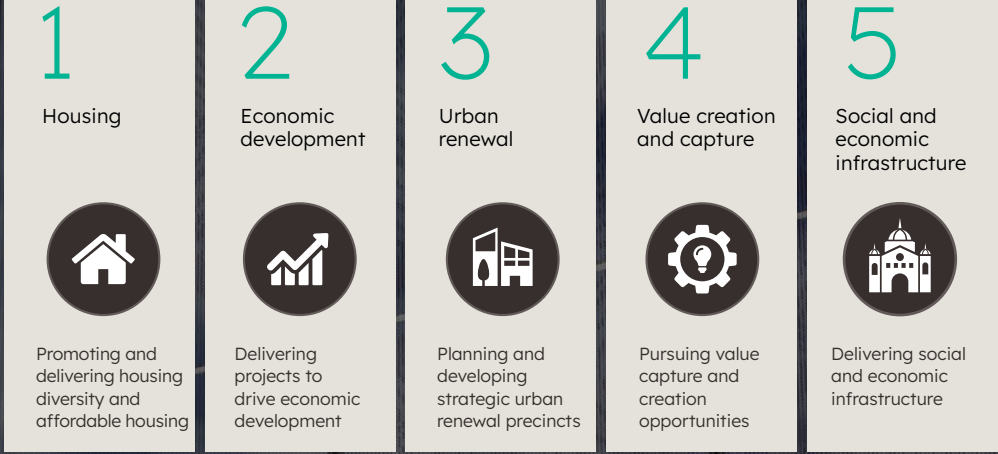 1
Housing
Promoting and
delivering housing
diversity and
affordable housing
2
Economic
development
Delivering
projects to
drive economic
development
3
Urban
renewal
Planning and
developing
strategic urban
renewal precincts
4
Value creation
and capture
Pursuing value
capture and
creation
opportunities
5
Social and
economic
infrastructure
Delivering social
and economic
infrastructure